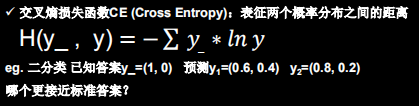 ✓ 交叉熵损失函数CE (Cross Entropy)：表征两个概率分布之间的距离
H(y_ , y) = −Σ y_ * ln y
eg. 二分类 已知答案y_=(1, 0) 预测y₁=(0.6, 0.4) y₂=(0.8, 0.2)
哪个更接近标准答案？